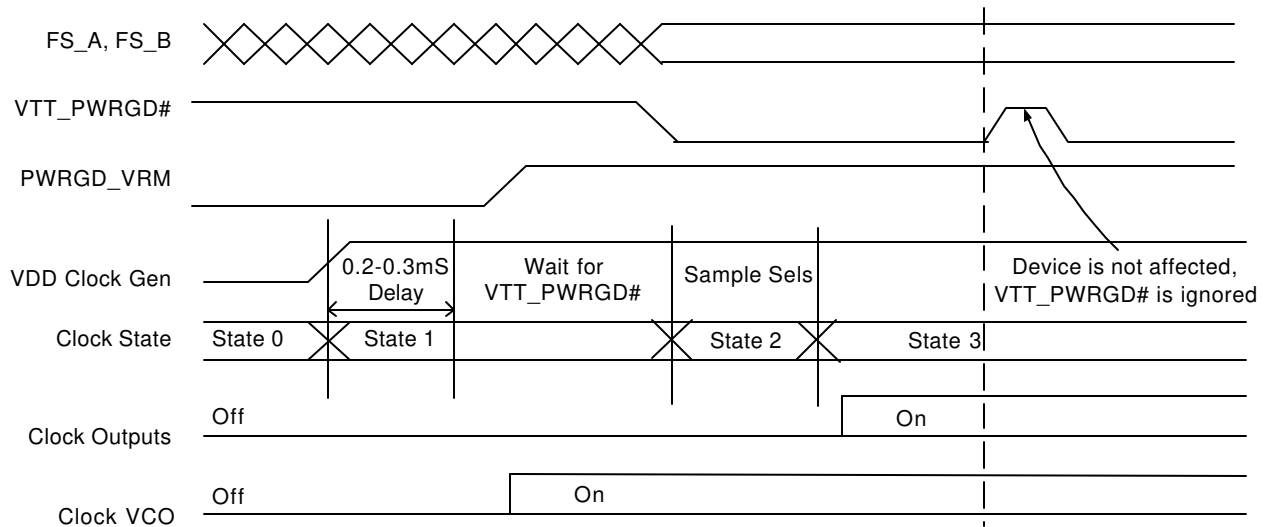 FS_A, FS_B
VTT_PWRGD#
PWRGD_VRM
VDD Clock Gen
0.2-0.3mS
Delay
Wait for
VTT_PWRGD#
Sample Sels
Device is not affected,
VTT_PWRGD# is ignored
Clock State
State 0
State 1
State 2
State 3
Clock Outputs
Off
On
Clock VCO
Off
On